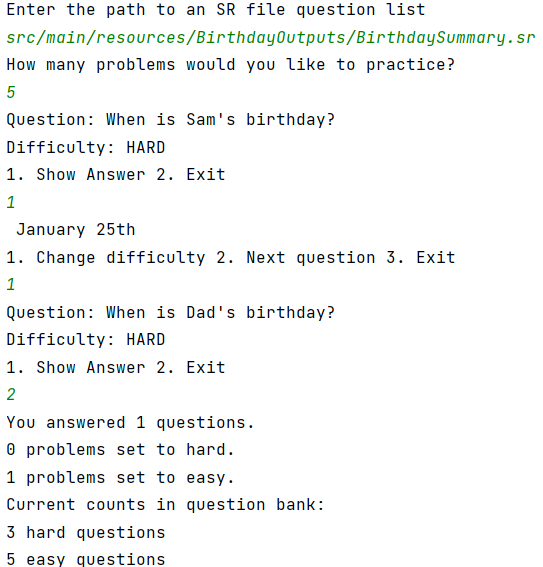 Enter the path to an SR file question list
src/main/resources/BirthdayOutputs/BirthdaySummary.sr
How many problems would you like to practice?
5
Question: When is Sam's birthday?
Difficulty: HARD
1. Show Answer 2. Exit
1
 January 25th
1. Change difficulty 2. Next question 3. Exit
1
Question: When is Dad's birthday?
Difficulty: HARD
1. Show Answer 2. Exit
2
You answered 1 questions.
0 problems set to hard.
1 problems set to easy.
Current counts in question bank:
3 hard questions
5 easy questions